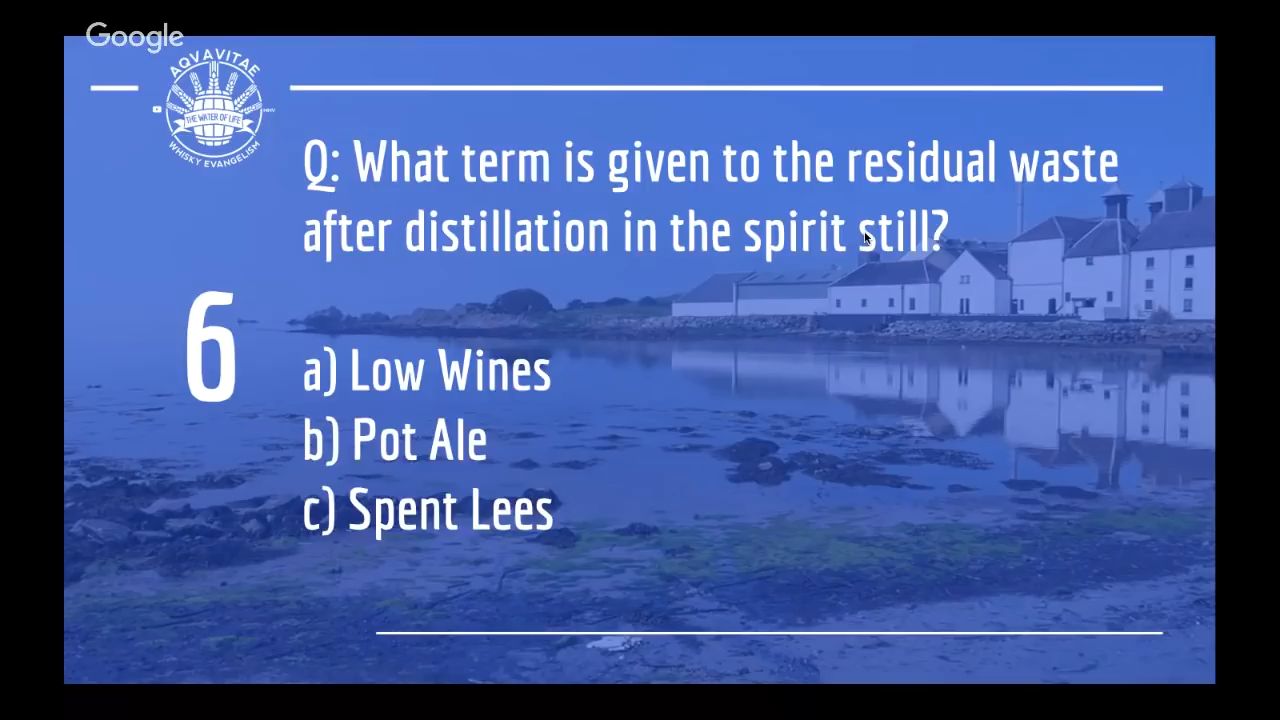 Google
AQVAVITAE
THE WATER OF LIFE
WHISKY EVANGELISM
Q: What term is given to the residual waste
after distillation in the spirit still?
6
a) Low Wines
b) Pot Ale
c) Spent Lees